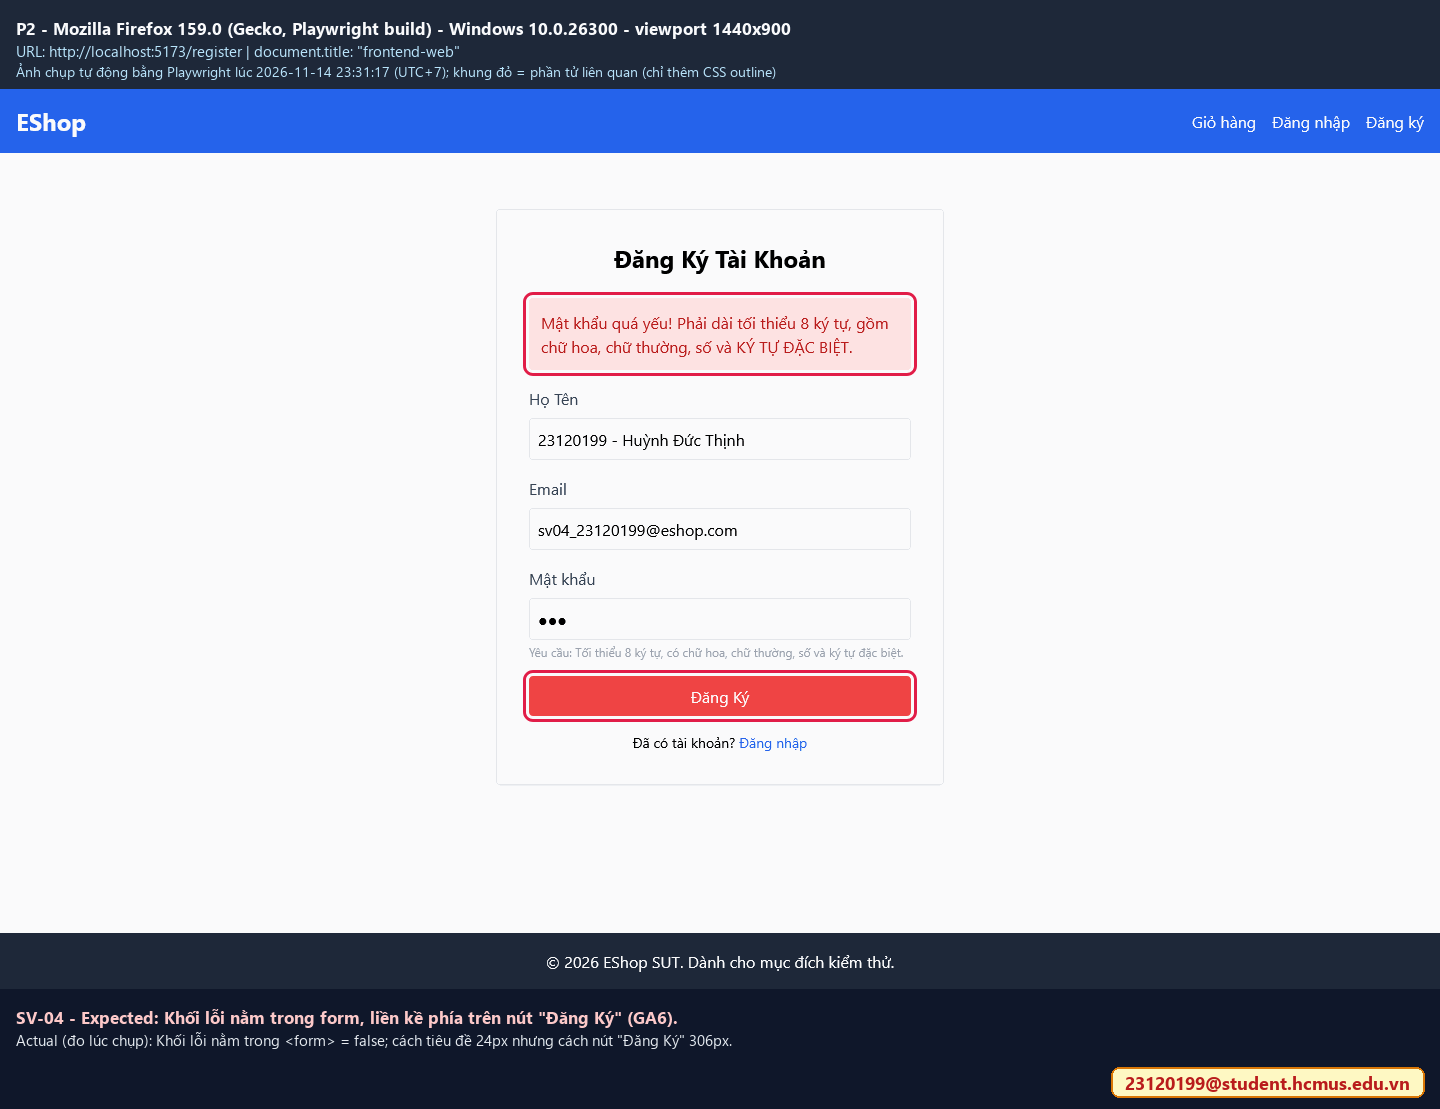 P2 - Mozilla Firefox 159.0 (Gecko, Playwright build) - Windows 10.0.26300 - viewport 1440x900
URL: http://localhost:5173/register | document.title: "frontend-web"
Ảnh chụp tự động bằng Playwright lúc 2026-11-14 23:31:17 (UTC+7); khung đỏ = phần tử liên quan (chỉ thêm CSS outline)
EShop
Giỏ hàng Đăng nhập Đăng ký
Đăng Ký Tài Khoản
Mật khẩu quá yếu! Phải dài tối thiểu 8 ký tự, gồm
chữ hoa, chữ thường, số và KÝ TỰ ĐẶC BIỆT.
Họ Tên
23120199 - Huỳnh Đức Thịnh
Email
sv04_23120199@eshop.com
Mật khẩu
●●●
Yêu cầu: Tối thiểu 8 ký tự, có chữ hoa, chữ thường, số và ký tự đặc biệt.
Đăng Ký
Đã có tài khoản? Đăng nhập
© 2026 EShop SUT. Dành cho mục đích kiểm thử.
SV-04 - Expected: Khối lỗi nằm trong form, liền kề phía trên nút "Đăng Ký" (GA6).
Actual (đo lúc chụp): Khối lỗi nằm trong <form> = false; cách tiêu đề 24px nhưng cách nút "Đăng Ký" 306px.
23120199@student.hcmus.edu.vn